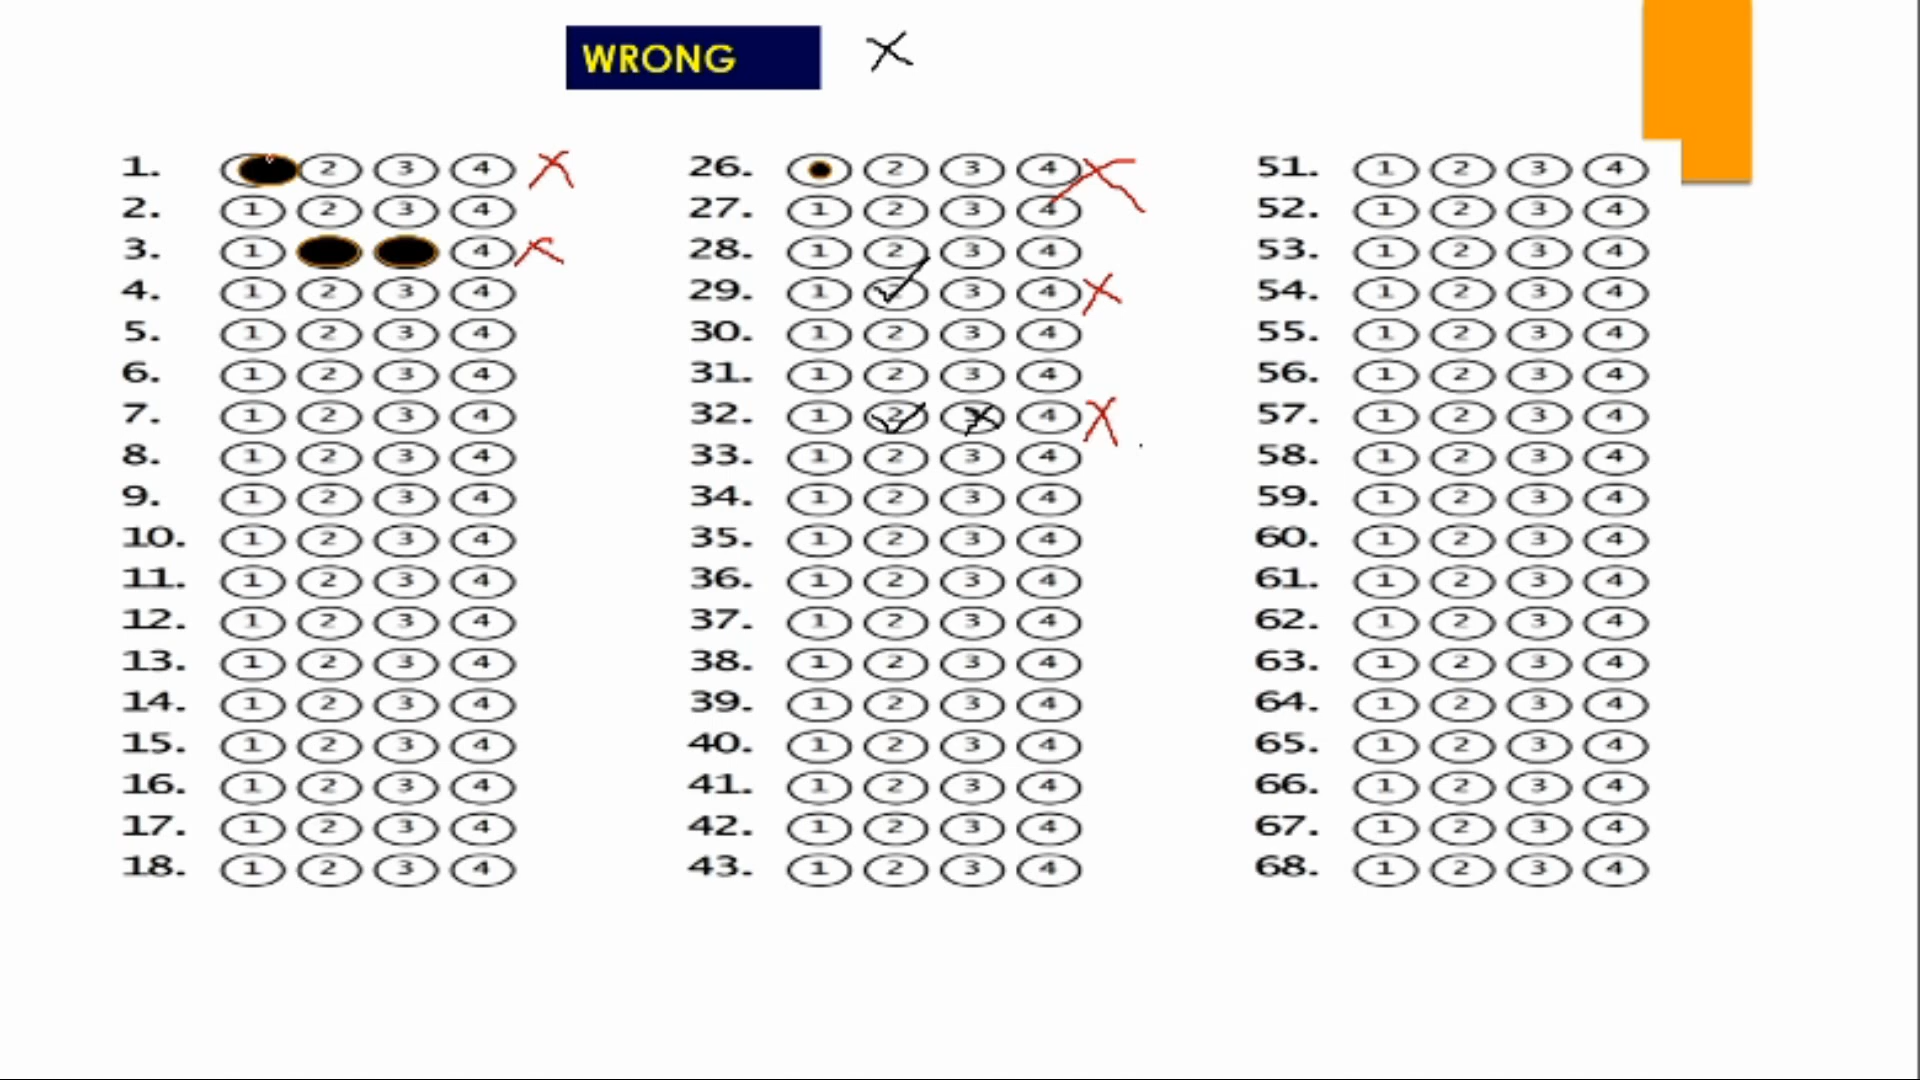 WRONG
1. 2 3 4 26. 2 3 4 51. 1 2 3 4
2. 1 2 3 4 27. 1 2 3 4 52. 1 2 3 4
3. 1 4 28. 1 2 3 4 53. 1 2 3 4
4. 1 2 3 4 29. 1 2 3 4 54. 1 2 3 4
5. 1 2 3 4 30. 1 2 3 4 55. 1 2 3 4
6. 1 2 3 4 31. 1 2 3 4 56. 1 2 3 4
7. 1 2 3 4 32. 1 2 3 4 57. 1 2 3 4
8. 1 2 3 4 33. 1 2 3 4 58. 1 2 3 4
9. 1 2 3 4 34. 1 2 3 4 59. 1 2 3 4
10. 1 2 3 4 35. 1 2 3 4 60. 1 2 3 4
11. 1 2 3 4 36. 1 2 3 4 61. 1 2 3 4
12. 1 2 3 4 37. 1 2 3 4 62. 1 2 3 4
13. 1 2 3 4 38. 1 2 3 4 63. 1 2 3 4
14. 1 2 3 4 39. 1 2 3 4 64. 1 2 3 4
15. 1 2 3 4 40. 1 2 3 4 65. 1 2 3 4
16. 1 2 3 4 41. 1 2 3 4 66. 1 2 3 4
17. 1 2 3 4 42. 1 2 3 4 67. 1 2 3 4
18. 1 2 3 4 43. 1 2 3 4 68. 1 2 3 4